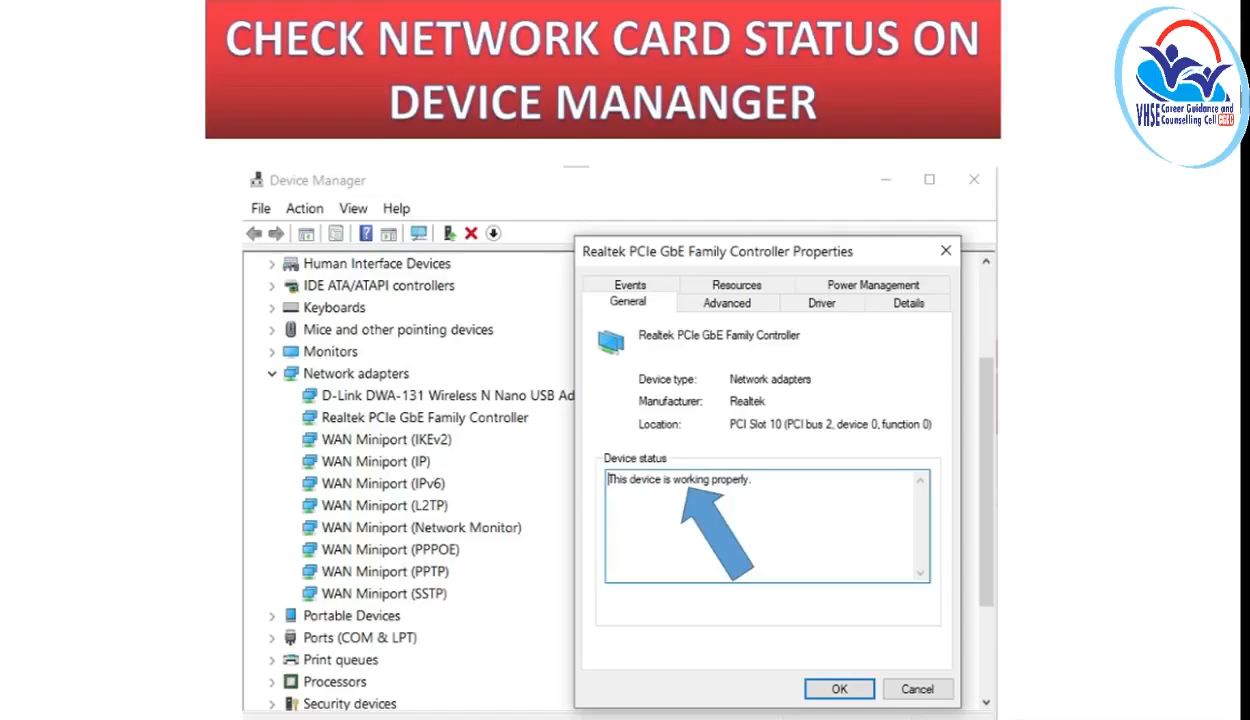 CHECK NETWORK CARD STATUS ON
DEVICE MANANGER
VHSE Career Guidance and
Counselling Cell CGCC
Device Manager
File Action View Help
Human Interface Devices
IDE ATA/ATAPI controllers
Keyboards
Mice and other pointing devices
Monitors
Network adapters
D-Link DWA-131 Wireless N Nano USB Ad
Realtek PCIe GbE Family Controller
WAN Miniport (IKEv2)
WAN Miniport (IP)
WAN Miniport (IPv6)
WAN Miniport (L2TP)
WAN Miniport (Network Monitor)
WAN Miniport (PPPOE)
WAN Miniport (PPTP)
WAN Miniport (SSTP)
Portable Devices
Ports (COM & LPT)
Print queues
Processors
Security devices
Realtek PCIe GbE Family Controller Properties
Events Resources Power Management
General Advanced Driver Details
Realtek PCIe GbE Family Controller
Device type: Network adapters
Manufacturer: Realtek
Location: PCI Slot 10 (PCI bus 2, device 0, function 0)
Device status
This device is working properly.
OK Cancel